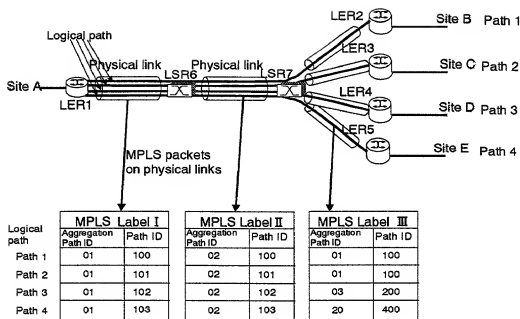 LER2
Site B Path 1
Logical path
LER3
Physical link
LSR6
Physical link
LSR7
Site C Path 2
Site A
LER1
LER4
Site D Path 3
LER5
MPLS packets
on physical links
Site E Path 4
MPLS Label Ⅰ
MPLS Label Ⅱ
MPLS Label Ⅲ
Logical
path
Aggregation
Path ID
Path ID
Aggregation
Path ID
Path ID
Aggregation
Path ID
Path ID
Path 1 01 100 02 100 01 100
Path 2 01 101 02 101 01 100
Path 3 01 102 02 102 03 200
Path 4 01 103 02 103 20 400